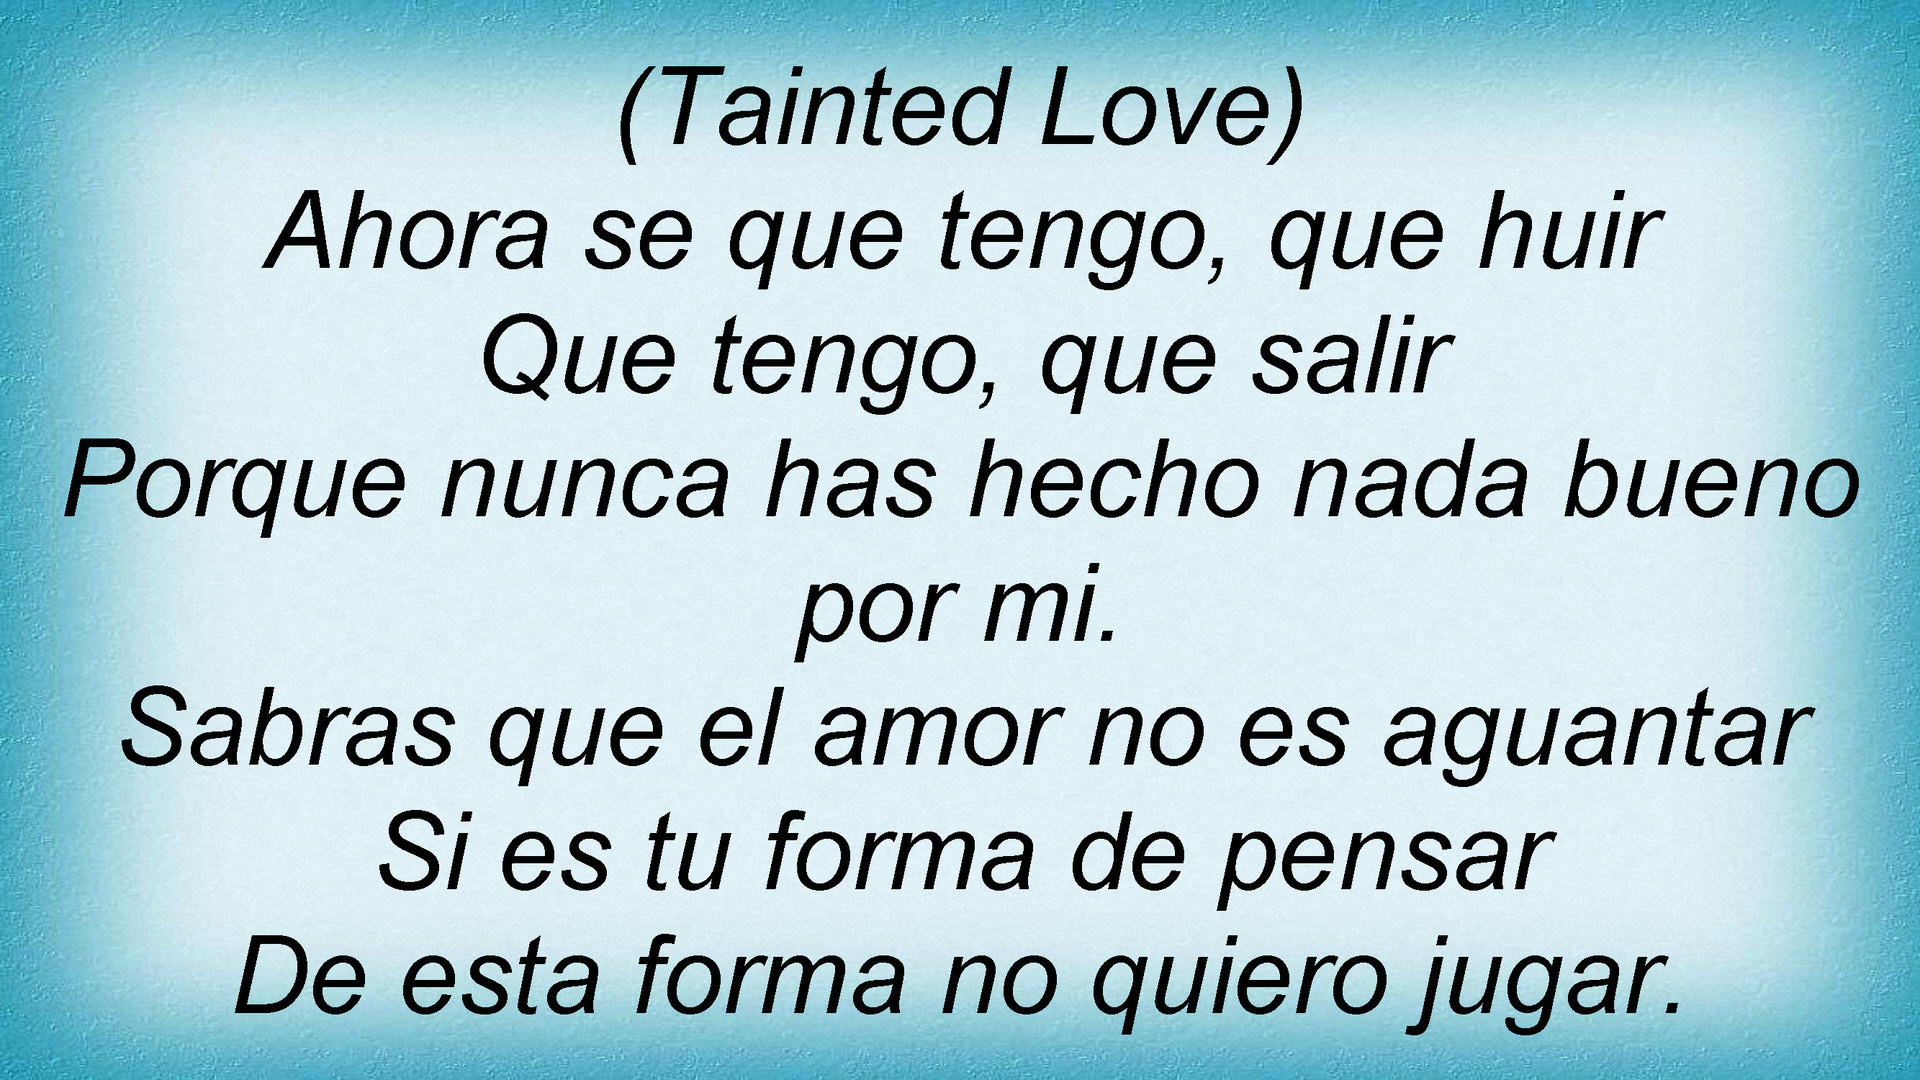 (Tainted Love)
Ahora se que tengo, que huir
Que tengo, que salir
Porque nunca has hecho nada bueno
por mi.
Sabras que el amor no es aguantar
Si es tu forma de pensar
De esta forma no quiero jugar.